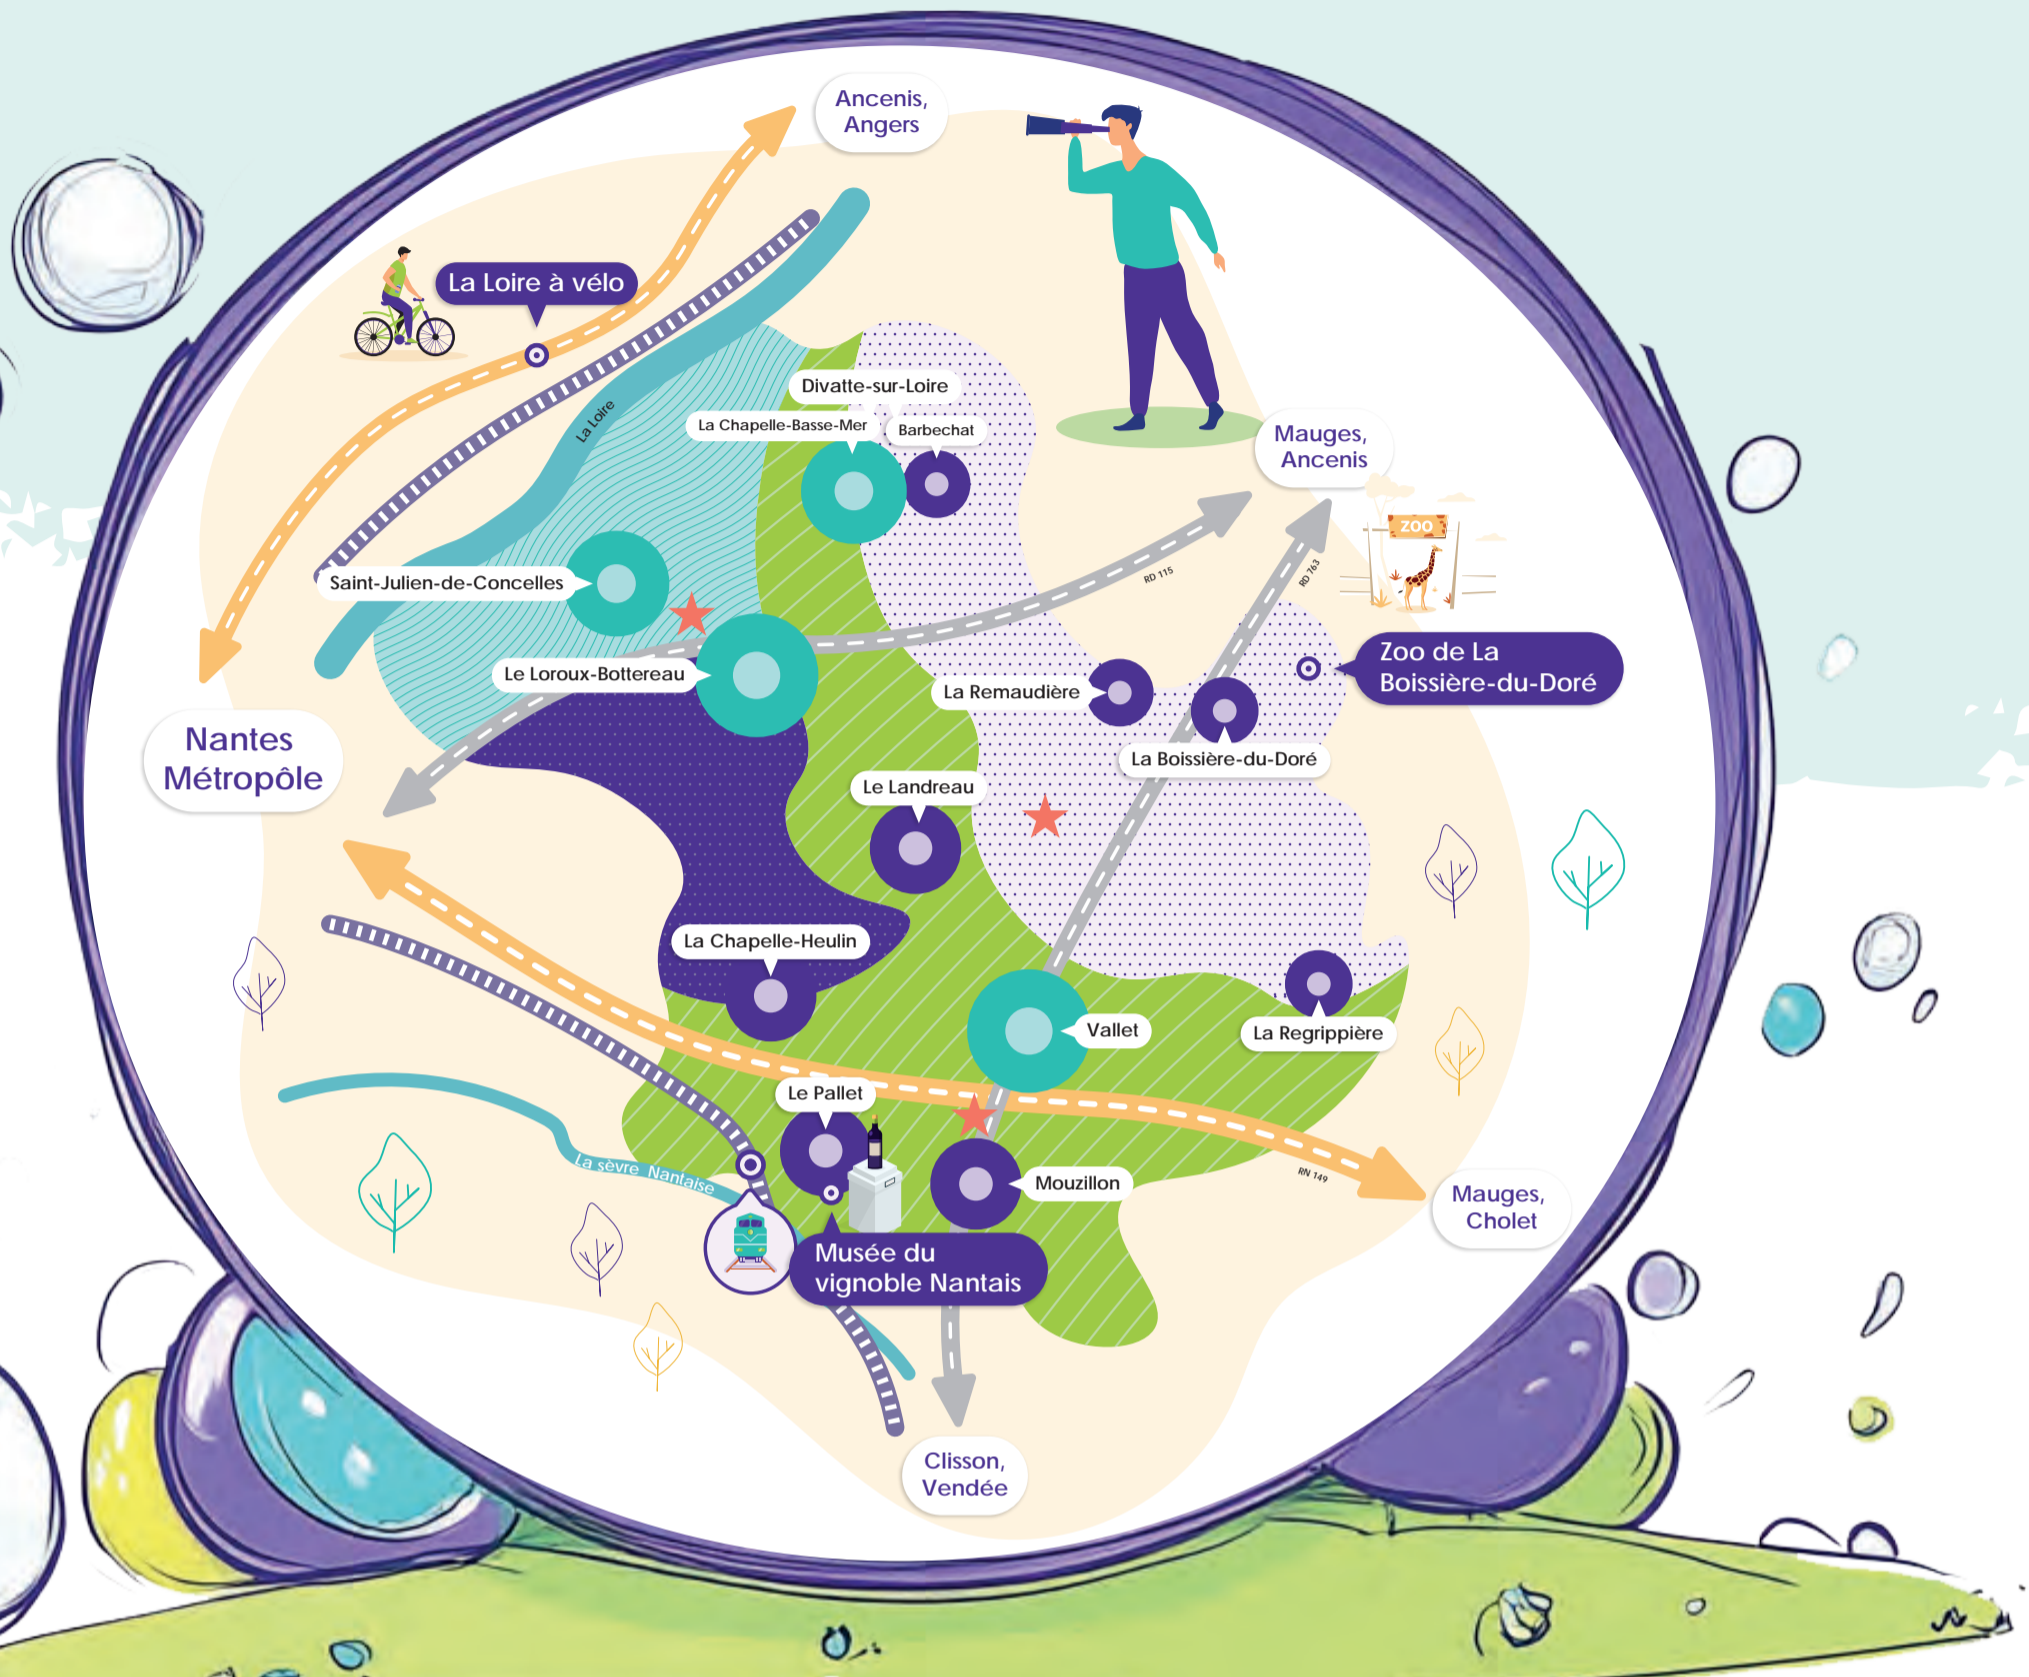 Ancenis,
Angers
La Loire à vélo
La Loire
Divatte-sur-Loire
La Chapelle-Basse-Mer
Barbechat
Mauges,
Ancenis
ZOO
RD 115
RD 763
Saint-Julien-de-Concelles
Le Loroux-Bottereau
La Remaudière
Zoo de La
Boissière-du-Doré
La Boissière-du-Doré
Nantes
Métropôle
Le Landreau
La Chapelle-Heulin
Vallet
La Regrippière
Le Pallet
La sèvre Nantaise
Mouzillon
RN 149
Mauges,
Cholet
Musée du
vignoble Nantais
Clisson,
Vendée